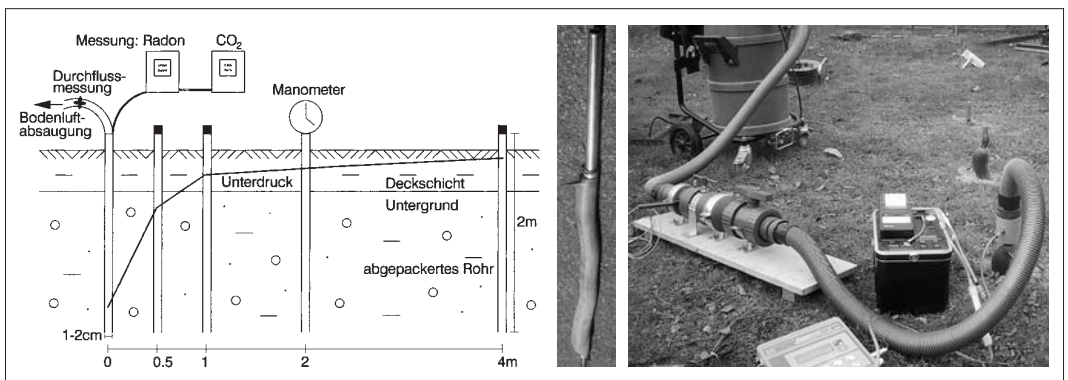 Messung: Radon CO₂
Durchfluss-
messung
Bodenluft-
absaugung
Manometer
Unterdruck
Deckschicht
Untergrund
2m
abgepackertes Rohr
1-2cm
0 0.5 1 2 4m